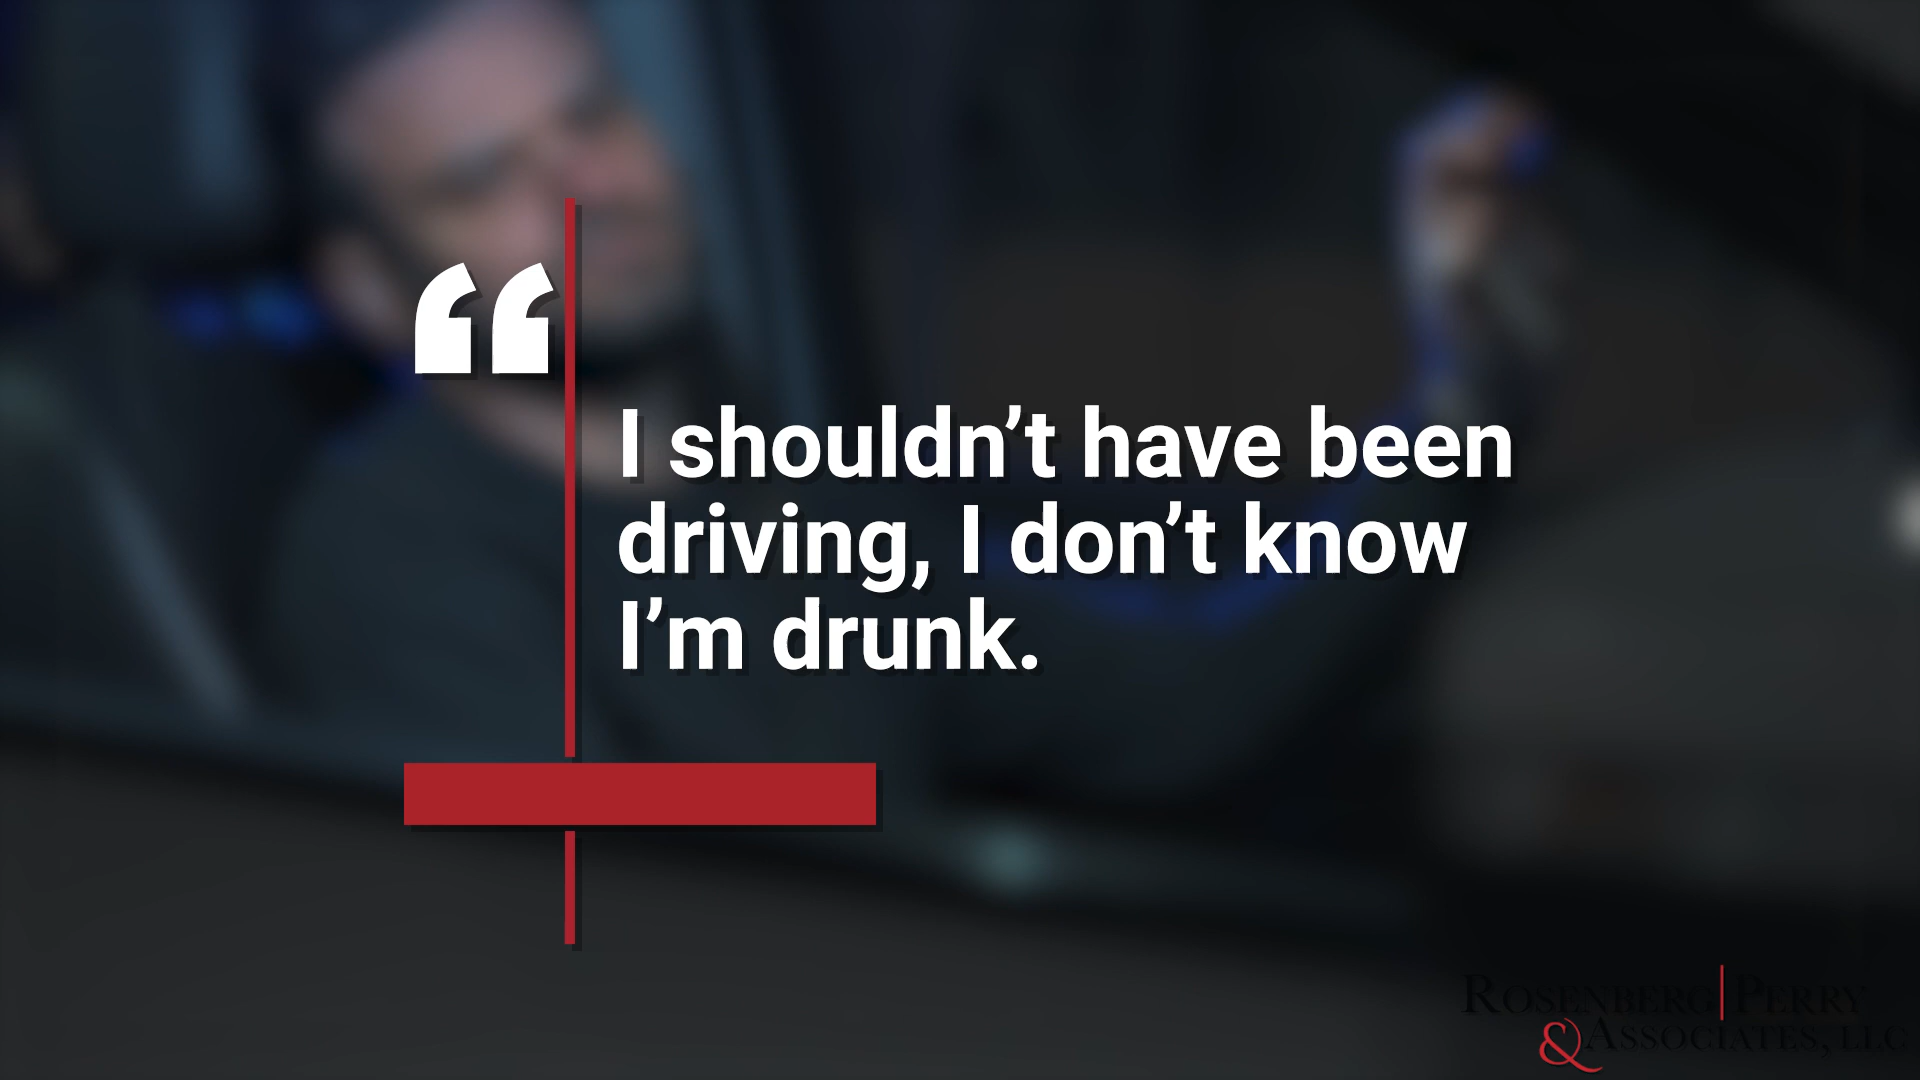 “
I shouldn’t have been
driving, I don’t know
I’m drunk.
ROSENBERG|PERRY
&ASSOCIATES, LLC